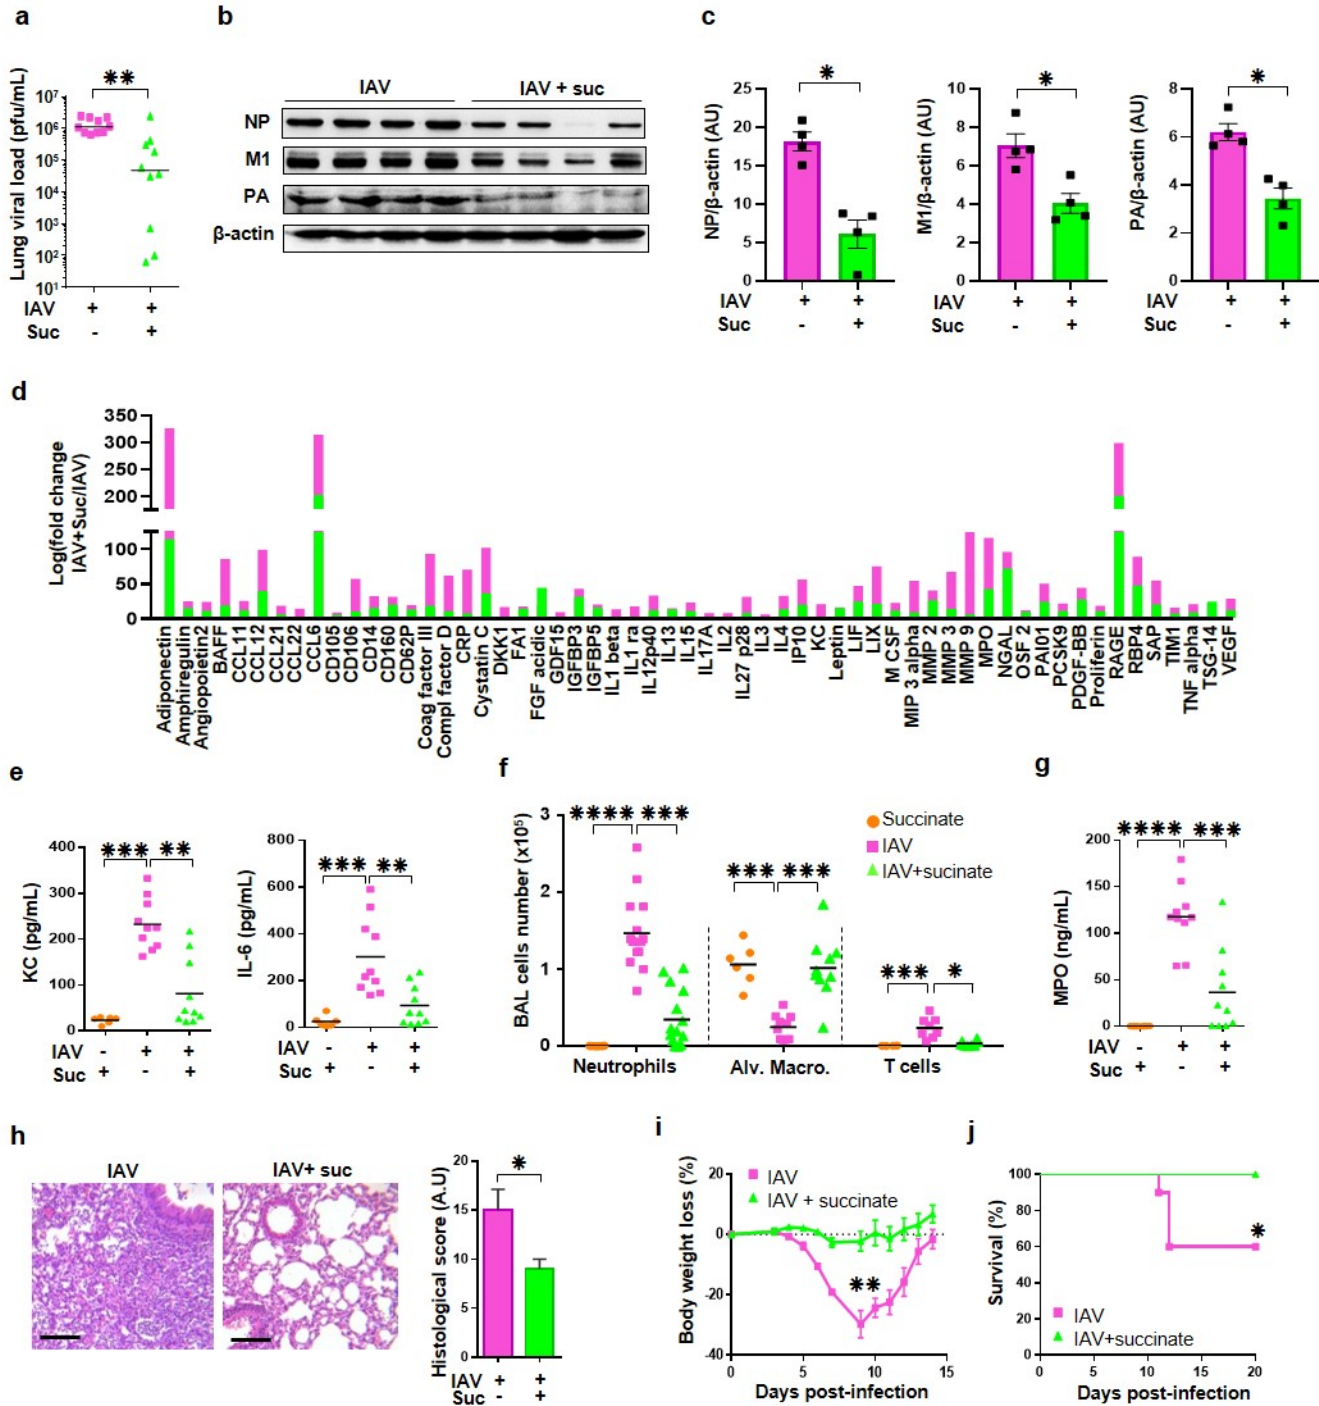 a
**
Lung viral load (pfu/mL)
10⁷
10⁶
10⁵
10⁴
10³
10²
10¹
IAV + +
Suc - +
b
IAV IAV + suc
NP
M1
PA
β-actin
c
*
NP/β-actin (AU)
25
20
15
10
5
0
IAV + +
Suc - +
*
M1/β-actin (AU)
10
8
6
4
2
0
IAV + +
Suc - +
*
PA/β-actin (AU)
8
6
4
2
0
IAV + +
Suc - +
d
Log(fold change
IAV+Suc/IAV)
350
300
250
200
100
50
0
Adiponectin
Amphiregulin
Angiopoietin2
BAFF
CCL11
CCL12
CCL21
CCL22
CCL6
CD105
CD106
CD14
CD160
CD62P
Coag factor III
Compl factor D
CRP
Cystatin C
DKK1
FA1
FGF acidic
GDF15
IGFBP3
IGFBP5
IL1 beta
IL1 ra
IL12p40
IL13
IL15
IL17A
IL2
IL27 p28
IL3
IL4
IP10
KC
Leptin
LIF
LIX
M CSF
MIP 3 alpha
MMP 2
MMP 3
MMP 9
MPO
NGAL
OSF 2
PAI01
PCSK9
PDGF-BB
Proliferin
RAGE
RBP4
SAP
TIM1
TNF alpha
TSG-14
VEGF
e
*** **
KC (pg/mL)
400
300
200
100
0
IAV - + +
Suc + - +
*** **
IL-6 (pg/mL)
800
600
400
200
0
IAV - + +
Suc + - +
f
BAL cells number (x10⁵)
3
2
1
0
**** ***
*** ***
*** *
Succinate
IAV
IAV+sucinate
Neutrophils Alv. Macro. T cells
g
**** ***
MPO (ng/mL)
200
150
100
50
0
IAV - + +
Suc + - +
h
IAV IAV+ suc
*
Histological score (A.U)
20
15
10
5
0
IAV + +
Suc - +
i
Body weight loss (%)
20
0
-20
-40
IAV
IAV + succinate
**
0 5 10 15
Days post-infection
j
Survival (%)
100
80
60
40
20
0
*
IAV
IAV+succinate
0 5 10 15 20
Days post-infection